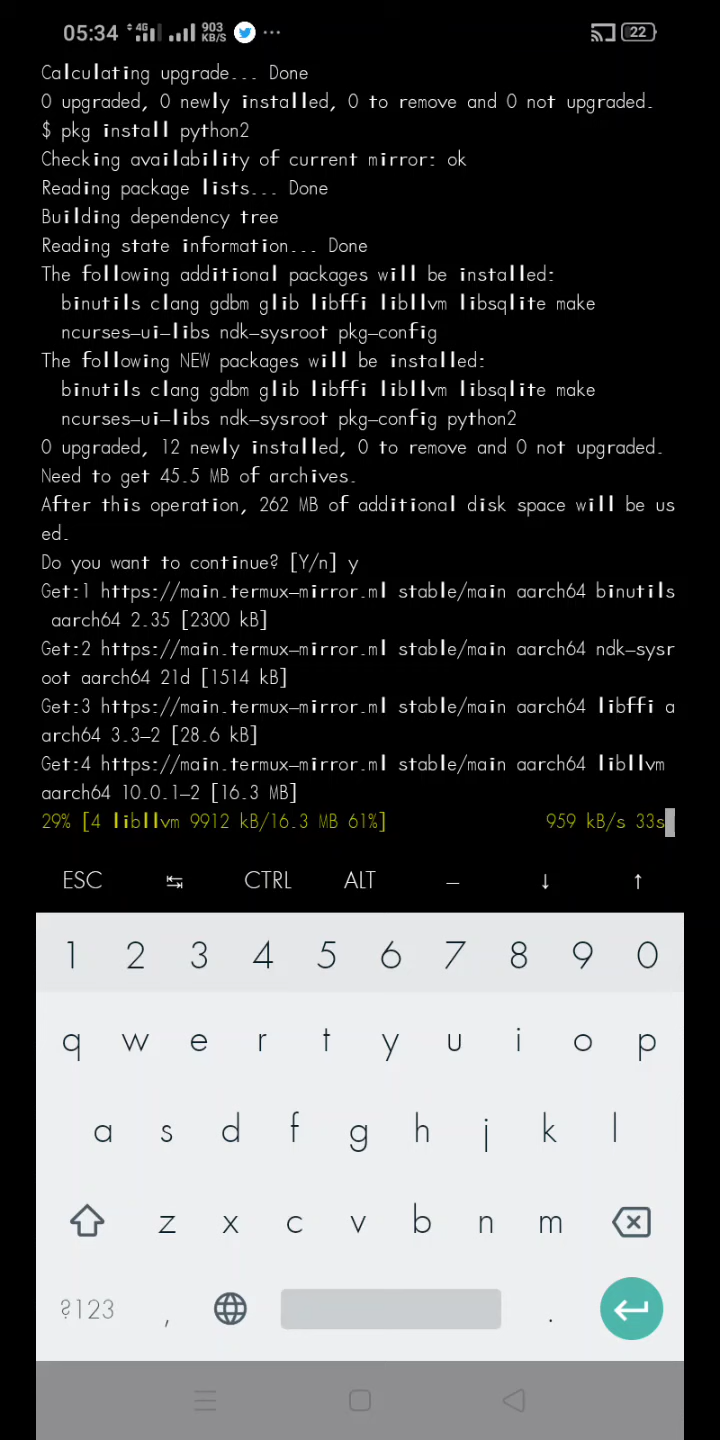 05:34 4G 903 KB/S ... 22
Calculating upgrade... Done
0 upgraded, 0 newly installed, 0 to remove and 0 not upgraded.
$ pkg install python2
Checking availability of current mirror: ok
Reading package lists... Done
Building dependency tree
Reading state information... Done
The following additional packages will be installed:
binutils clang gdbm glib libffi libllvm libsqlite make
ncurses-ui-libs ndk-sysroot pkg-config
The following NEW packages will be installed:
binutils clang gdbm glib libffi libllvm libsqlite make
ncurses-ui-libs ndk-sysroot pkg-config python2
0 upgraded, 12 newly installed, 0 to remove and 0 not upgraded.
Need to get 45.5 MB of archives.
After this operation, 262 MB of additional disk space will be us
ed.
Do you want to continue? [Y/n] y
Get:1 https://main.termux-mirror.ml stable/main aarch64 binutils
aarch64 2.35 [2300 kB]
Get:2 https://main.termux-mirror.ml stable/main aarch64 ndk-sysr
oot aarch64 21d [1514 kB]
Get:3 https://main.termux-mirror.ml stable/main aarch64 libffi a
arch64 3.3-2 [28.6 kB]
Get:4 https://main.termux-mirror.ml stable/main aarch64 libllvm
aarch64 10.0.1-2 [16.3 MB]
29% [4 libllvm 9912 kB/16.3 MB 61%] 959 kB/s 33s
ESC ↹ CTRL ALT – ↓ ↑
1 2 3 4 5 6 7 8 9 0
q w e r t y u i o p
a s d f g h j k l
z x c v b n m
?123 , .